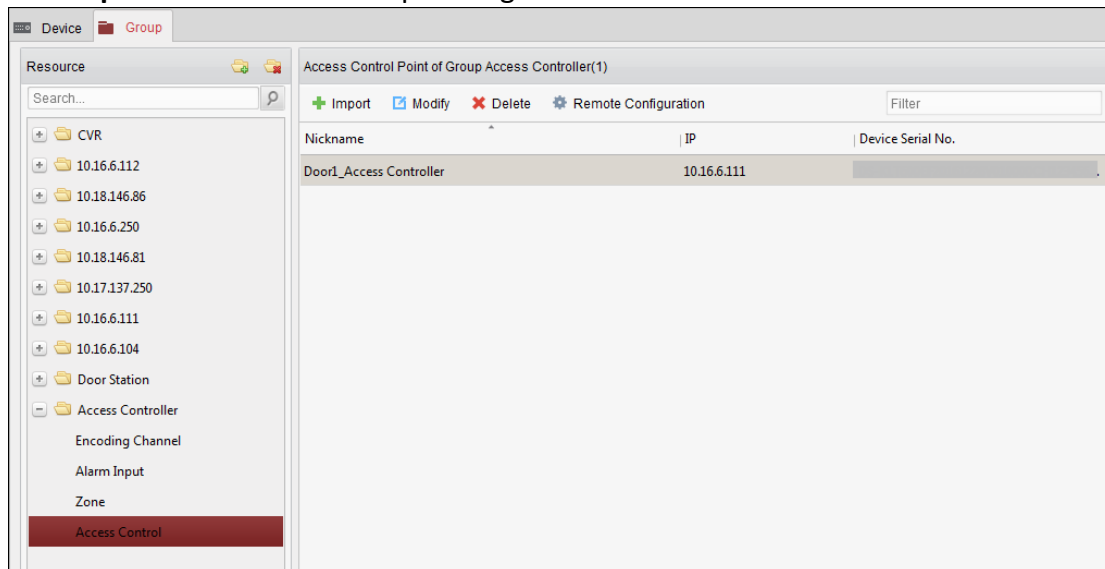 Device Group
Resource
Access Control Point of Group Access Controller(1)
Search...
Import Modify Delete Remote Configuration Filter
Nickname IP Device Serial No.
Door1_Access Controller 10.16.6.111
CVR
10.16.6.112
10.18.146.86
10.16.6.250
10.18.146.81
10.17.137.250
10.16.6.111
10.16.6.104
Door Station
Access Controller
Encoding Channel
Alarm Input
Zone
Access Control